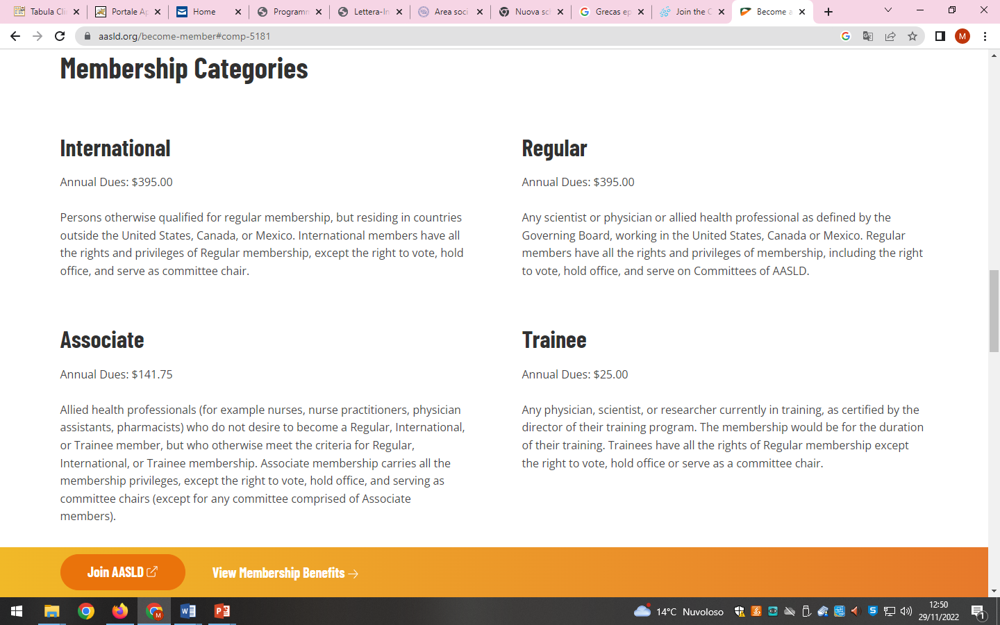 Tabula Cli
Portale Ap
Home
Programm
Lettera-In
Area soci
Nuova sc
Grecas ep
Join the C
Become a
aasld.org/become-member#comp-5181
M
Membership Categories
International
Annual Dues: $395.00
Persons otherwise qualified for regular membership, but residing in countries
outside the United States, Canada, or Mexico. International members have all
the rights and privileges of Regular membership, except the right to vote, hold
office, and serve as committee chair.
Regular
Annual Dues: $395.00
Any scientist or physician or allied health professional as defined by the
Governing Board, working in the United States, Canada or Mexico. Regular
members have all the rights and privileges of membership, including the right
to vote, hold office, and serve on Committees of AASLD.
Associate
Annual Dues: $141.75
Allied health professionals (for example nurses, nurse practitioners, physician
assistants, pharmacists) who do not desire to become a Regular, International,
or Trainee member, but who otherwise meet the criteria for Regular,
International, or Trainee membership. Associate membership carries all the
membership privileges, except the right to vote, hold office, and serving as
committee chairs (except for any committee comprised of Associate
members).
Trainee
Annual Dues: $25.00
Any physician, scientist, or researcher currently in training, as certified by the
director of their training program. The membership would be for the duration
of their training. Trainees have all the rights of Regular membership except
the right to vote, hold office or serve as a committee chair.
Join AASLD
View Membership Benefits
14°C Nuvoloso
12:50
29/11/2022
1